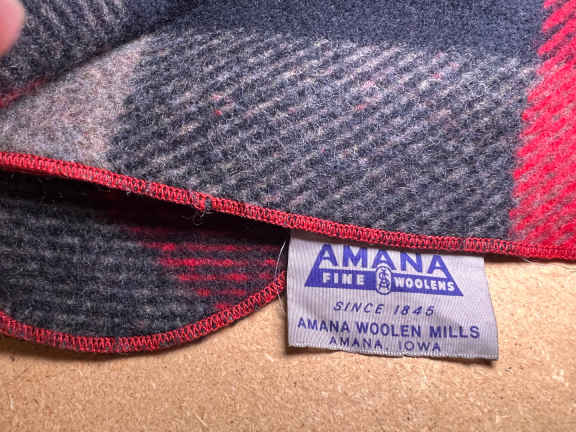 AMANA
FINE WOOLENS
SINCE 1845
AMANA WOOLEN MILLS
AMANA, IOWA